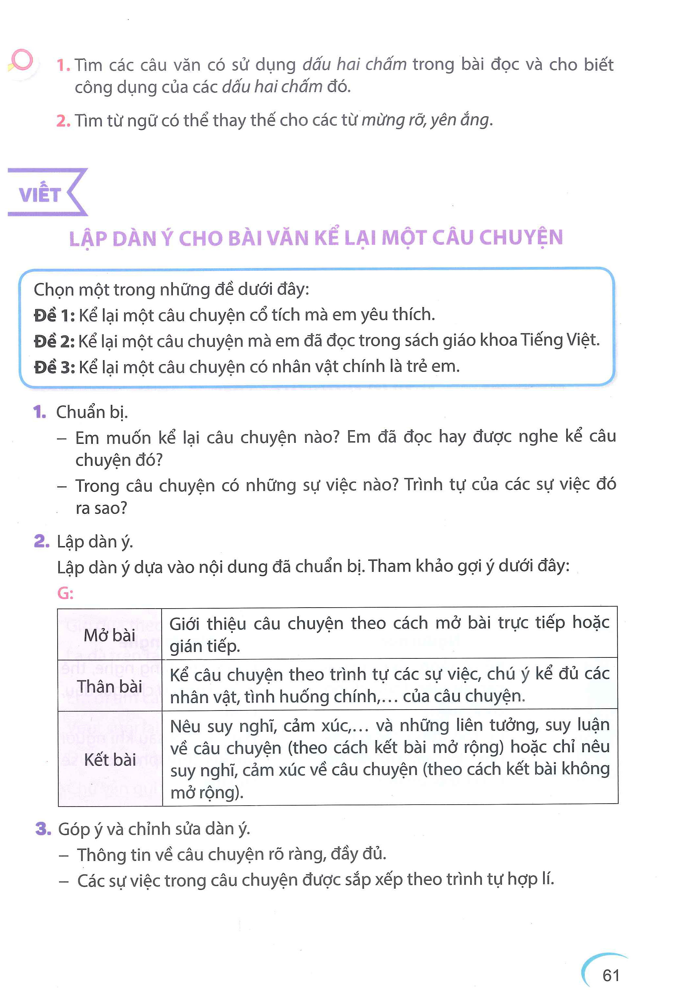 1. Tìm các câu văn có sử dụng dấu hai chấm trong bài đọc và cho biết
công dụng của các dấu hai chấm đó.
2. Tìm từ ngữ có thể thay thế cho các từ mừng rỡ, yên ắng.
VIẾT
LẬP DÀN Ý CHO BÀI VĂN KỂ LẠI MỘT CÂU CHUYỆN
Chọn một trong những đề dưới đây:
Đề 1: Kể lại một câu chuyện cổ tích mà em yêu thích.
Đề 2: Kể lại một câu chuyện mà em đã đọc trong sách giáo khoa Tiếng Việt.
Đề 3: Kể lại một câu chuyện có nhân vật chính là trẻ em.
1. Chuẩn bị.
– Em muốn kể lại câu chuyện nào? Em đã đọc hay được nghe kể câu
chuyện đó?
– Trong câu chuyện có những sự việc nào? Trình tự của các sự việc đó
ra sao?
2. Lập dàn ý.
Lập dàn ý dựa vào nội dung đã chuẩn bị. Tham khảo gợi ý dưới đây:
G:
Mở bài
Giới thiệu câu chuyện theo cách mở bài trực tiếp hoặc
gián tiếp.
Thân bài
Kể câu chuyện theo trình tự các sự việc, chú ý kể đủ các
nhân vật, tình huống chính,... của câu chuyện.
Kết bài
Nêu suy nghĩ, cảm xúc,... và những liên tưởng, suy luận
về câu chuyện (theo cách kết bài mở rộng) hoặc chỉ nêu
suy nghĩ, cảm xúc về câu chuyện (theo cách kết bài không
mở rộng).
3. Góp ý và chỉnh sửa dàn ý.
– Thông tin về câu chuyện rõ ràng, đầy đủ.
– Các sự việc trong câu chuyện được sắp xếp theo trình tự hợp lí.
61